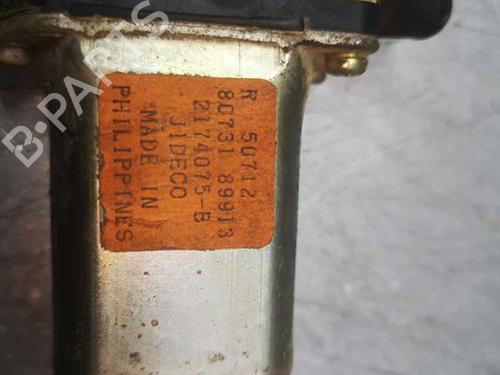 R 50712
80731 89913
2174075-B
JIDECO
MADE IN
PHILIPPINES
B-PARTS